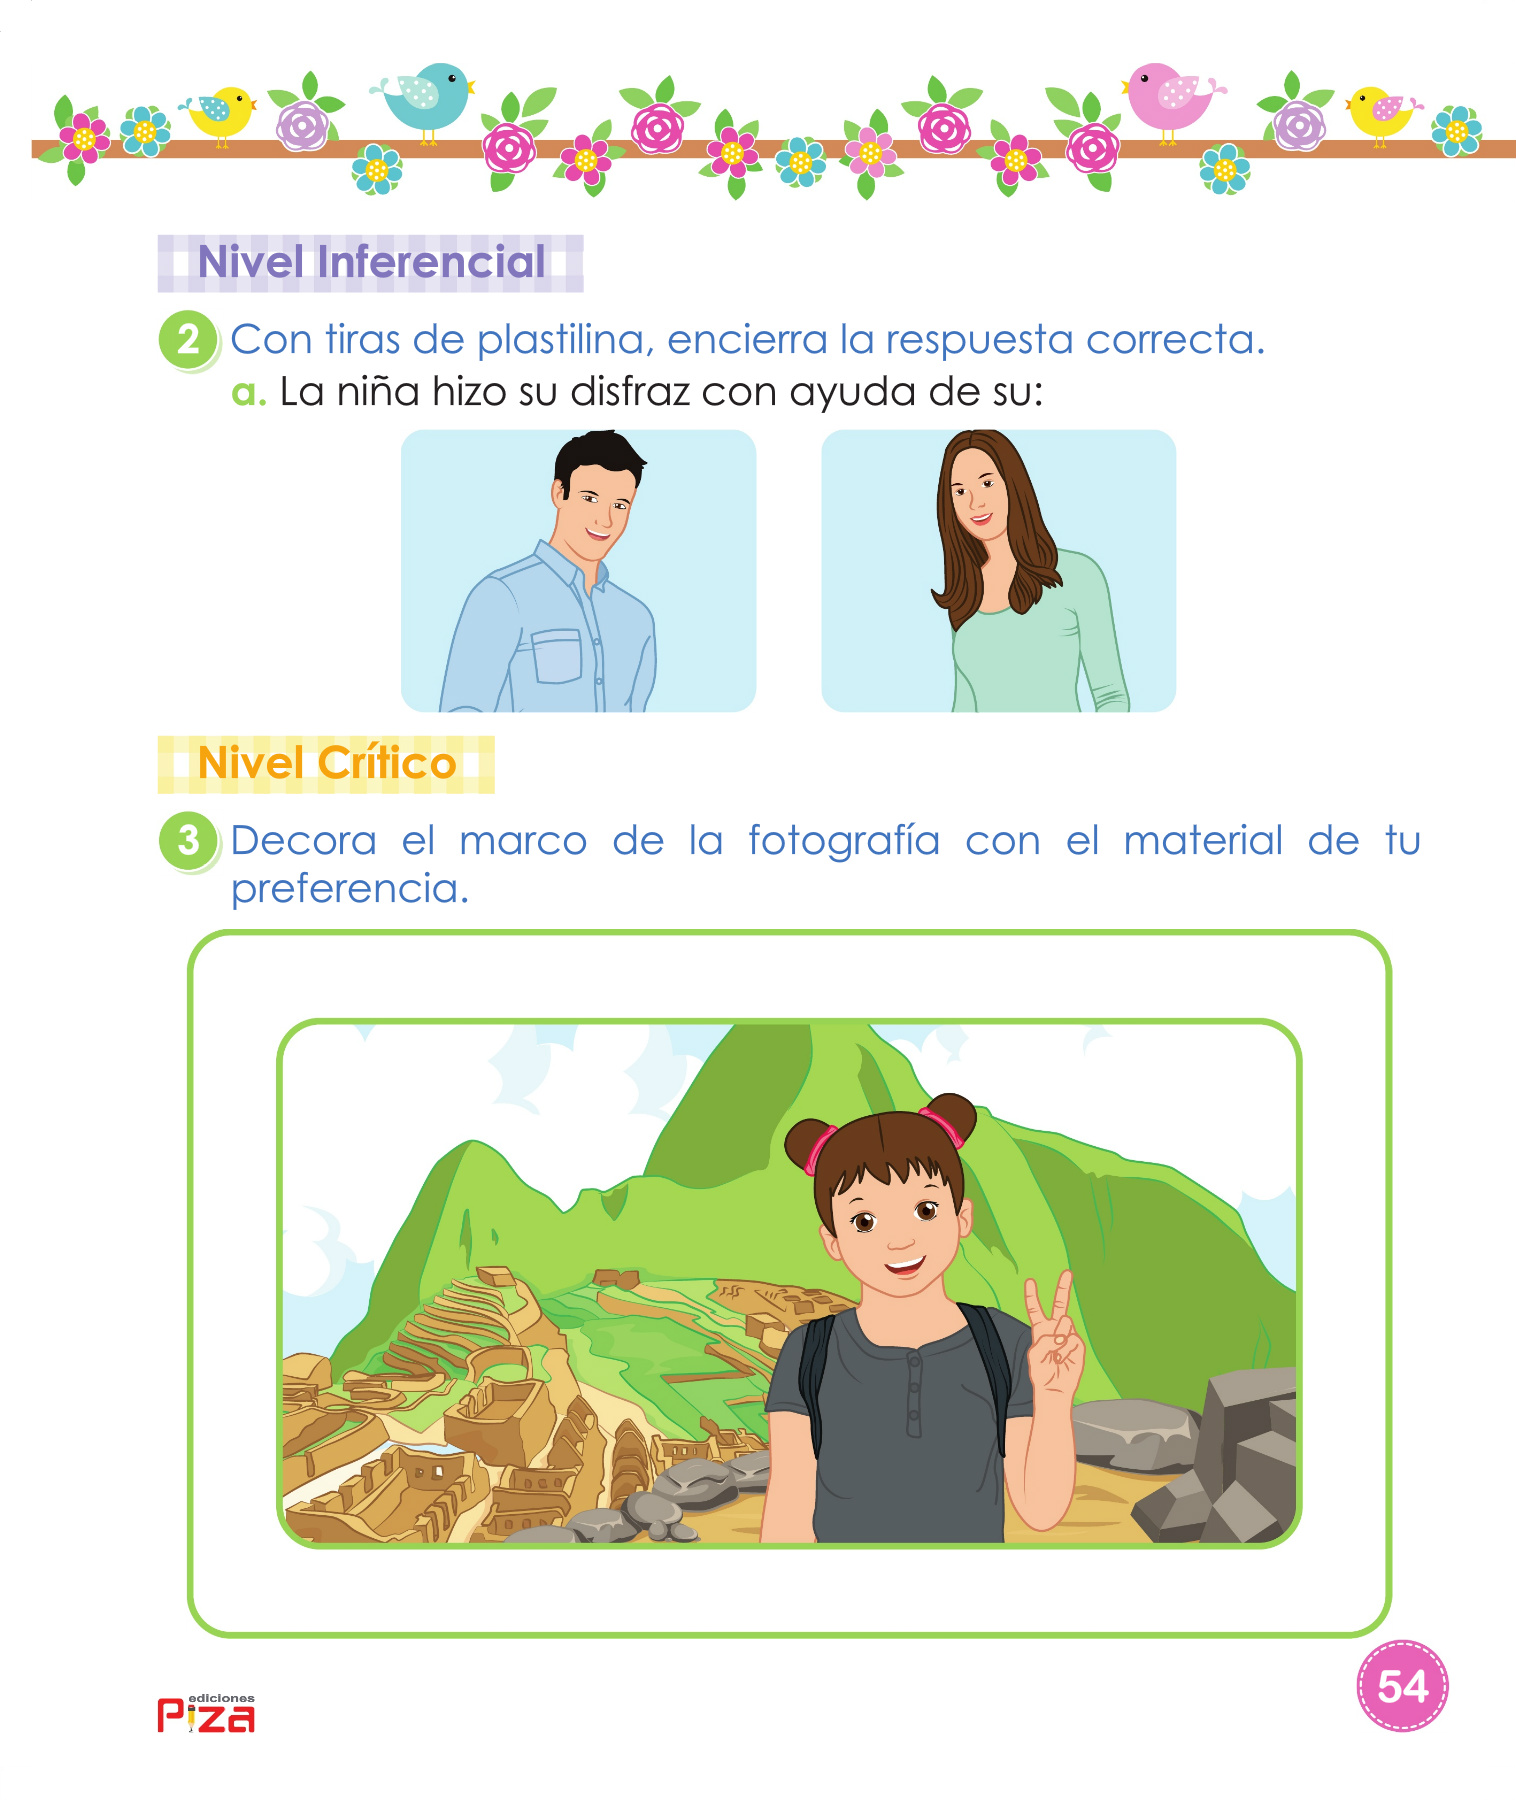 Nivel Inferencial
2 Con tiras de plastilina, encierra la respuesta correcta.
a. La niña hizo su disfraz con ayuda de su:
Nivel Crítico
3 Decora el marco de la fotografía con el material de tu
preferencia.
ediciones
Piza
54